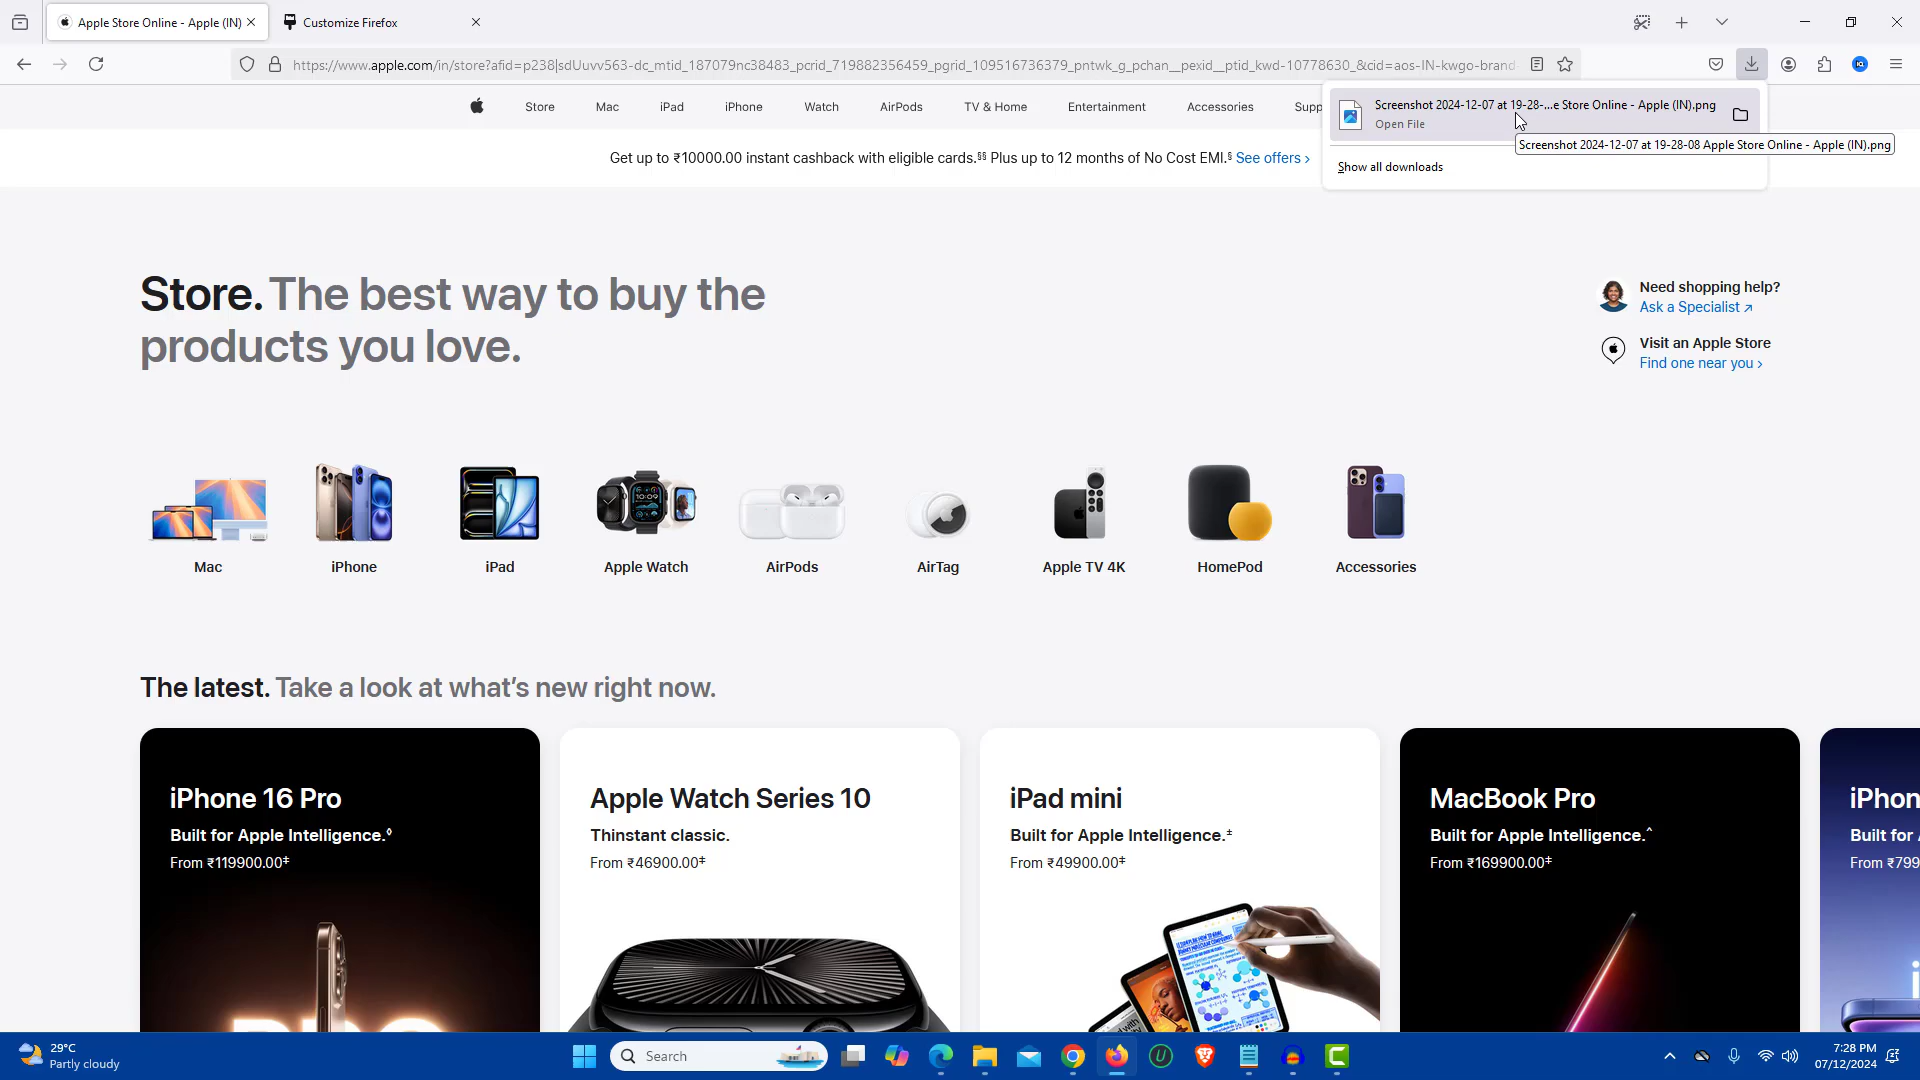 Apple Store Online - Apple (IN)
Customize Firefox
https://www.apple.com/in/store?afid=p238|sdUuvv563-dc_mtid_187079nc38483_pcrid_719882356459_pgrid_109516736379_pntwk_g_pchan__pexid__ptid_kwd-10778630_&cid=aos-IN-kwgo-brand
Store Mac iPad iPhone Watch AirPods TV & Home Entertainment Accessories Supp
Screenshot 2024-12-07 at 19-28-...e Store Online - Apple (IN).png
Open File
Screenshot 2024-12-07 at 19-28-08 Apple Store Online - Apple (IN).png
Show all downloads
Get up to ₹10000.00 instant cashback with eligible cards.§§ Plus up to 12 months of No Cost EMI.§ See offers ›
Store. The best way to buy the
products you love.
Need shopping help?
Ask a Specialist ↗
Visit an Apple Store
Find one near you ›
Mac iPhone iPad Apple Watch AirPods AirTag Apple TV 4K HomePod Accessories
The latest. Take a look at what's new right now.
iPhone 16 Pro
Built for Apple Intelligence.◊
From ₹119900.00‡
Apple Watch Series 10
Thinstant classic.
From ₹46900.00‡
iPad mini
Built for Apple Intelligence.±
From ₹49900.00‡
MacBook Pro
Built for Apple Intelligence.^
From ₹169900.00‡
iPhon
Built for
From ₹799
29°C
Partly cloudy
Search
7:28 PM
07/12/2024